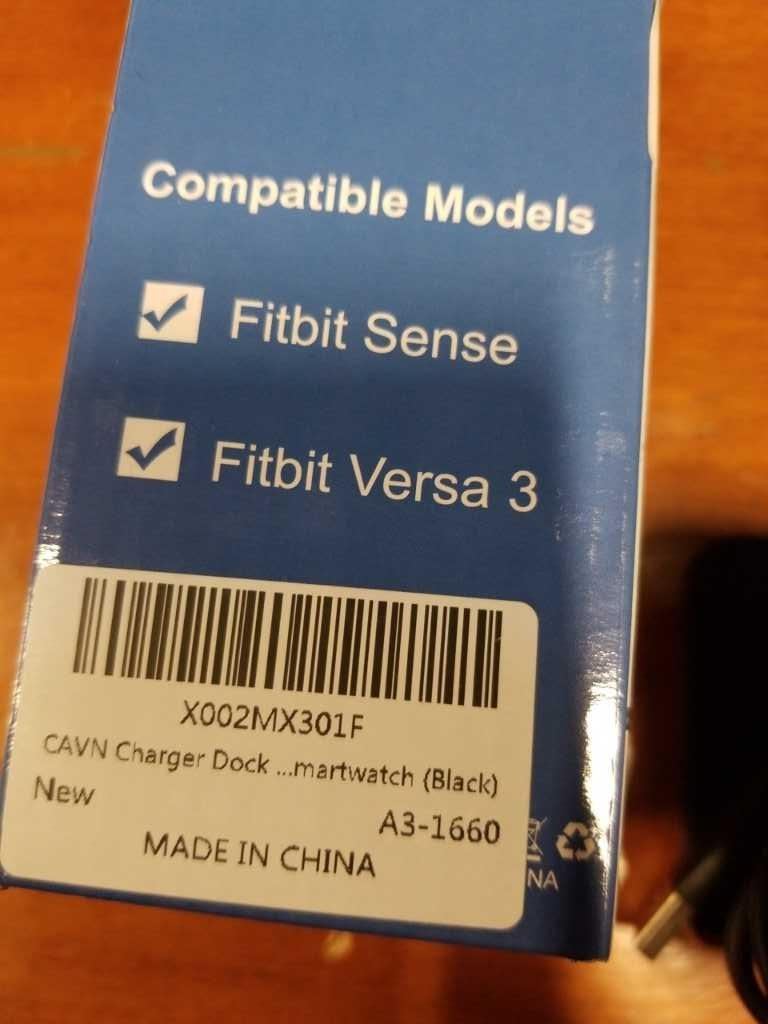 Compatible Models
Fitbit Sense
Fitbit Versa 3
X002MX301F
CAVN Charger Dock ...martwatch (Black)
New
A3-1660
MADE IN CHINA
NA